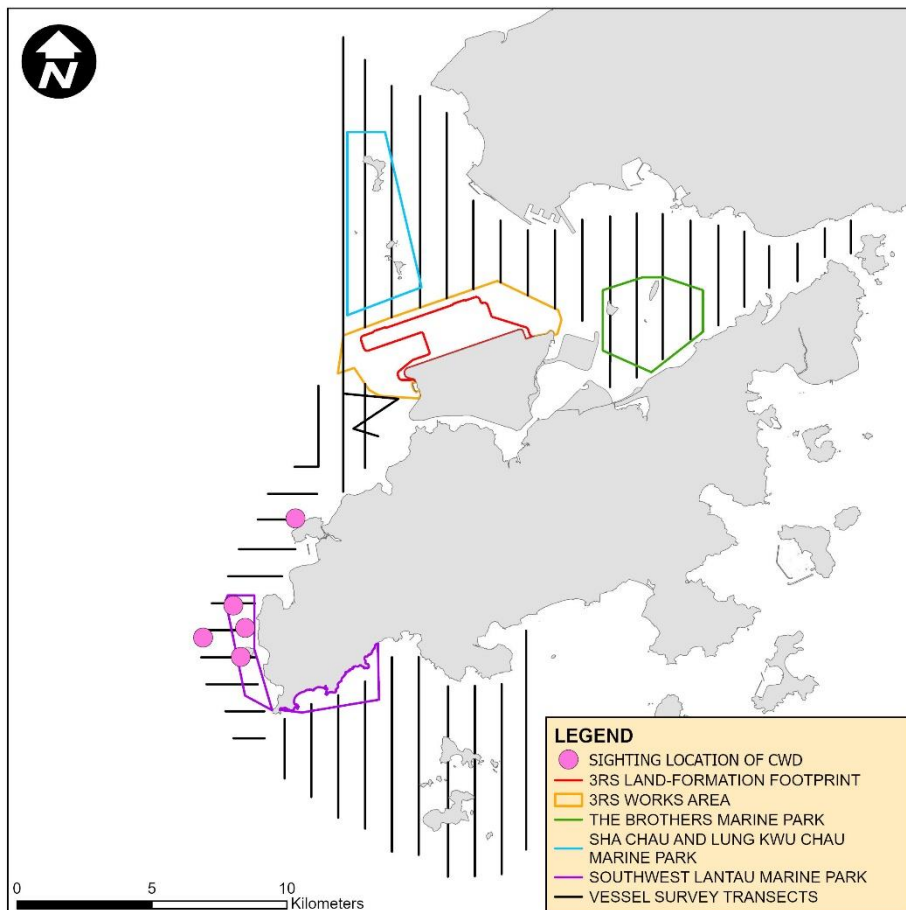 N
LEGEND
SIGHTING LOCATION OF CWD
3RS LAND-FORMATION FOOTPRINT
3RS WORKS AREA
THE BROTHERS MARINE PARK
SHA CHAU AND LUNG KWU CHAU
MARINE PARK
SOUTHWEST LANTAU MARINE PARK
VESSEL SURVEY TRANSECTS
0 5 10
Kilometers